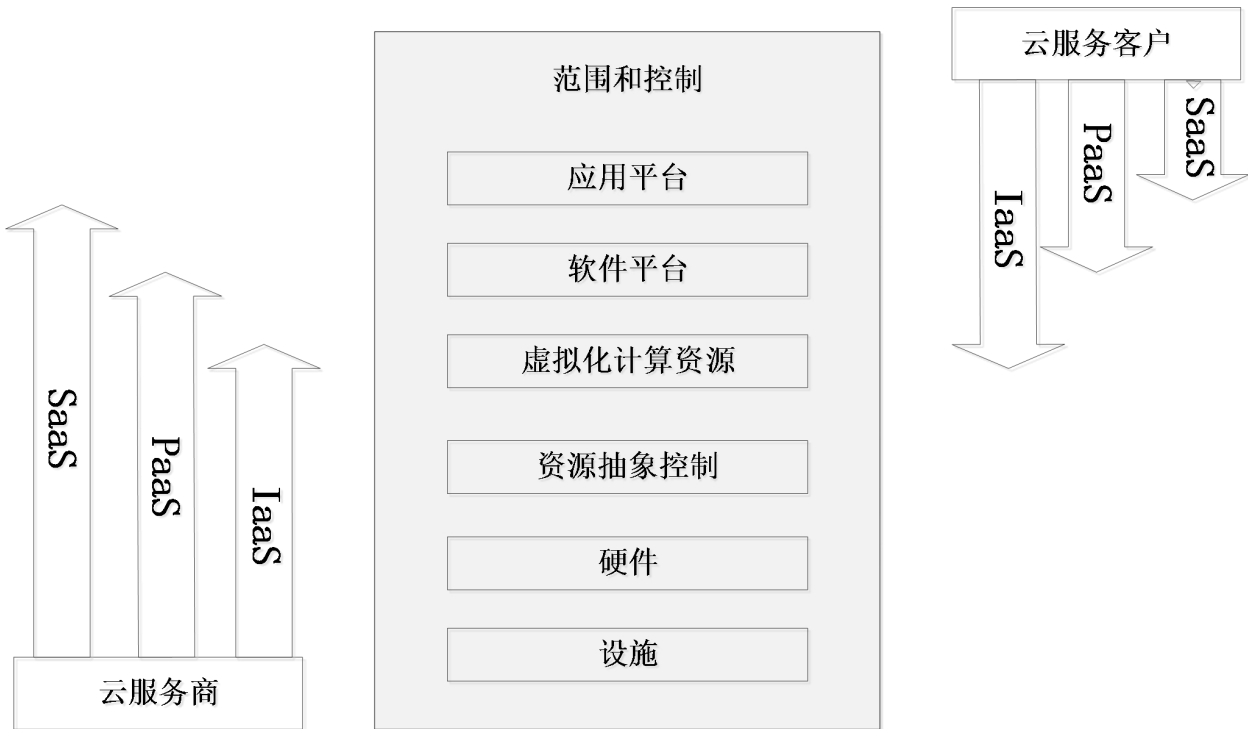 范围和控制
应用平台
软件平台
虚拟化计算资源
资源抽象控制
硬件
设施
SaaS
PaaS
IaaS
云服务商
云服务客户
IaaS
PaaS
SaaS